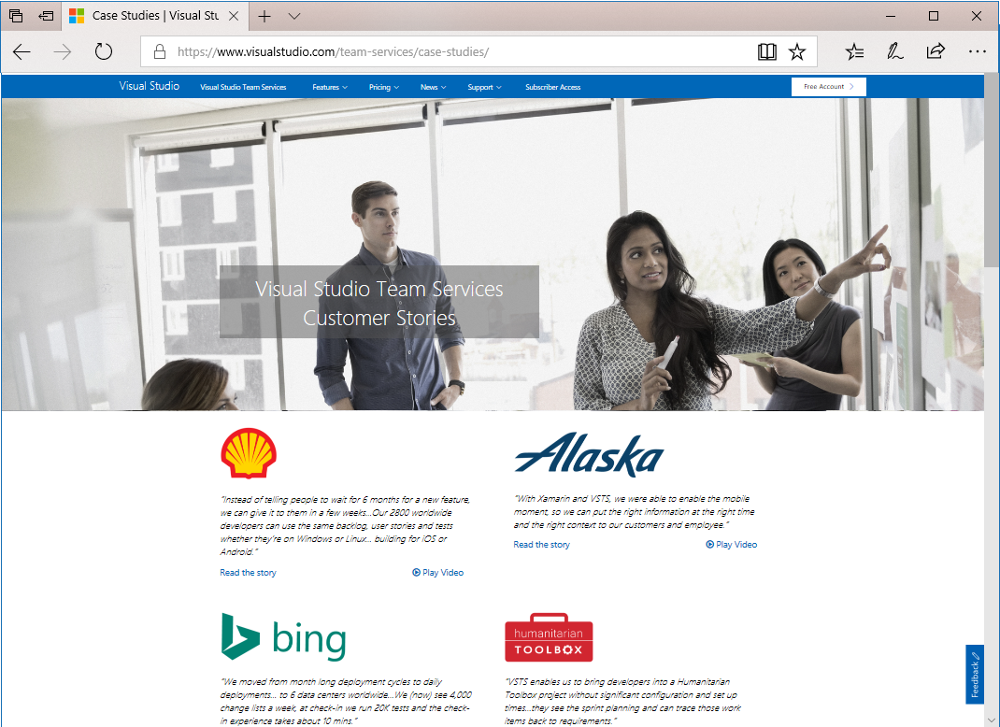 Case Studies | Visual Stu
https://www.visualstudio.com/team-services/case-studies/
Visual Studio
Visual Studio Team Services
Features
Pricing
News
Support
Subscriber Access
Free Account
Visual Studio Team Services
Customer Stories
"Instead of telling people to wait for 6 months for a new feature,
we can give it to them in a few weeks...Our 2800 worldwide
developers can use the same backlog, user stories and tests
whether they're on Windows or Linux... building for iOS or
Android."
Read the story
Play Video
Alaska
"With Xamarin and VSTS, we were able to enable the mobile
moment, so we can put the right information at the right time
and the right context to our customers and employee."
Read the story
Play Video
bing
"We moved from month long deployment cycles to daily
deployments... to 6 data centers worldwide...We (now) see 4,000
change lists a week, at check-in we run 20K tests and the check-
in experience takes about 10 mins."
humanitarian
TOOLBOX
"VSTS enables us to bring developers into a Humanitarian
Toolbox project without significant configuration and set up
times...they see the sprint planning and can trace those work
items back to requirements."
Feedback